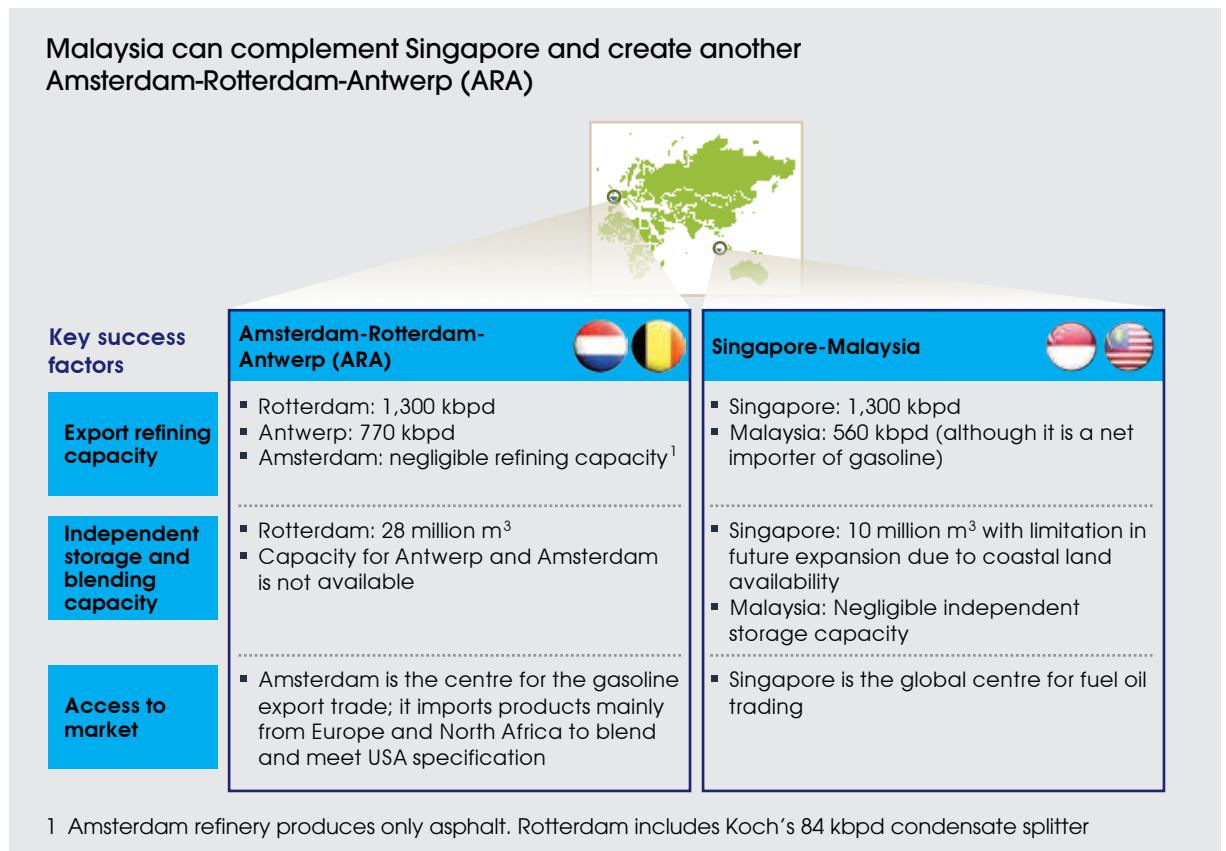 Malaysia can complement Singapore and create another
Amsterdam-Rotterdam-Antwerp (ARA)
Key success
factors
Amsterdam-Rotterdam-
Antwerp (ARA)
Singapore-Malaysia
Export refining
capacity
▪ Rotterdam: 1,300 kbpd
▪ Antwerp: 770 kbpd
▪ Amsterdam: negligible refining capacity¹
▪ Singapore: 1,300 kbpd
▪ Malaysia: 560 kbpd (although it is a net
importer of gasoline)
Independent
storage and
blending
capacity
▪ Rotterdam: 28 million m³
▪ Capacity for Antwerp and Amsterdam
is not available
▪ Singapore: 10 million m³ with limitation in
future expansion due to coastal land
availability
▪ Malaysia: Negligible independent
storage capacity
Access to
market
▪ Amsterdam is the centre for the gasoline
export trade; it imports products mainly
from Europe and North Africa to blend
and meet USA specification
▪ Singapore is the global centre for fuel oil
trading
1 Amsterdam refinery produces only asphalt. Rotterdam includes Koch's 84 kbpd condensate splitter